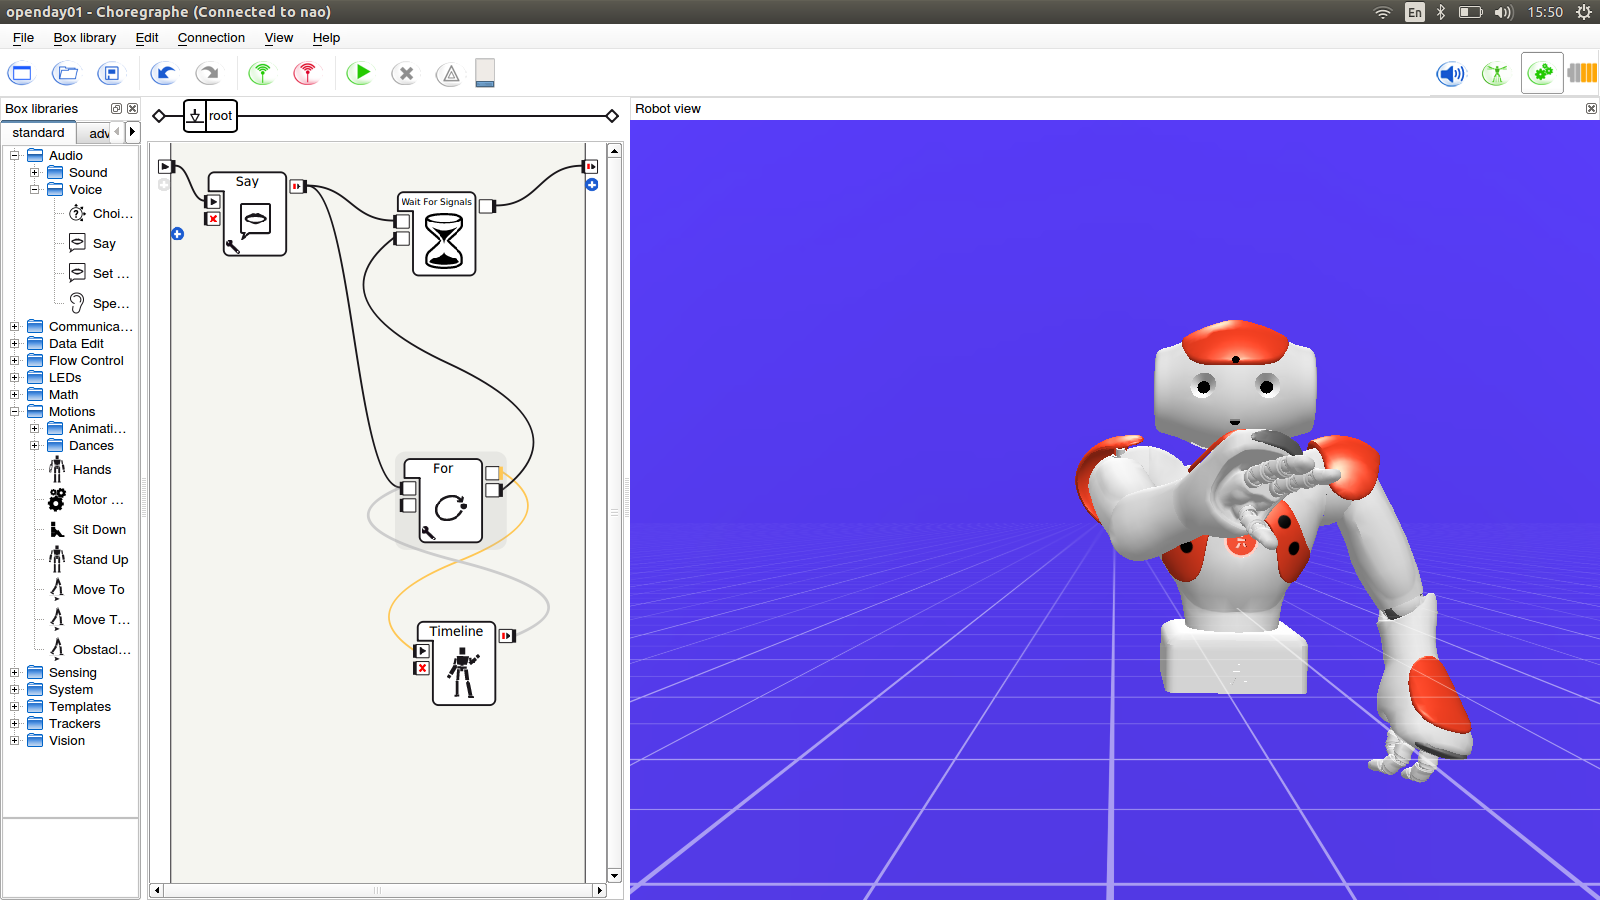 openday01 - Choregraphe (Connected to nao)
En
15:50
File Box library Edit Connection View Help
Box libraries
standard
adv
Audio
Sound
Voice
Choi...
Say
Set ...
Spe...
Communica...
Data Edit
Flow Control
LEDs
Math
Motions
Animati...
Dances
Hands
Motor ...
Sit Down
Stand Up
Move To
Move T...
Obstacl...
Sensing
System
Templates
Trackers
Vision
root
Say
Wait For Signals
For
Timeline
Robot view